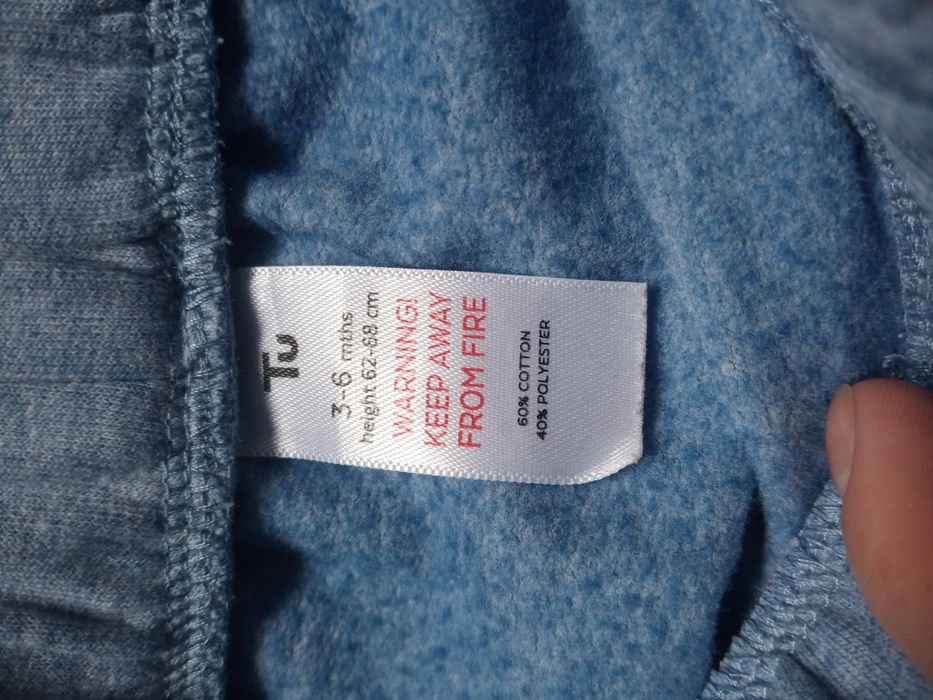 Tu
3-6 mths
height 62-68 cm
WARNING!
KEEP AWAY
FROM FIRE
60% COTTON
40% POLYESTER